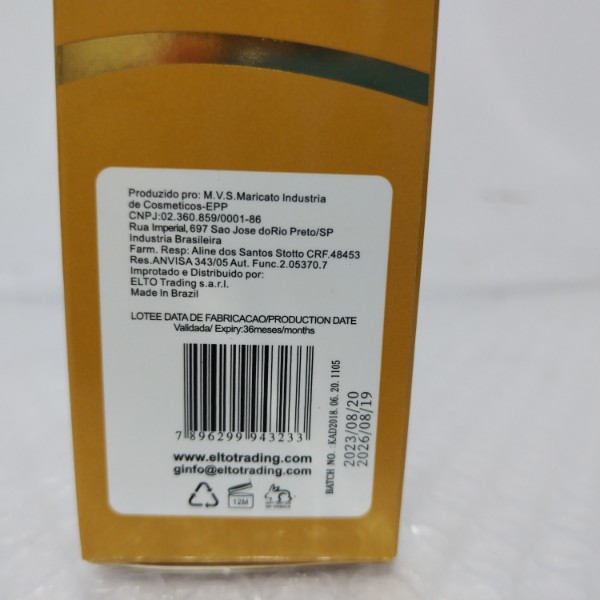 Produzido pro: M.V.S.Maricato Industria
de Cosmeticos-EPP
CNPJ:02.360.859/0001-86
Rua Imperial,697 Sao Jose doRio Preto/SP
Industria Brasileira
Farm. Resp: Aline dos Santos Stotto CRF.48453
Res.ANVISA 343/05 Aut. Func.2.05370.7
Improtado e Distribuido por:
ELTO Trading s.a.r.l.
Made In Brazil
LOTEE DATA DE FABRICACAO/PRODUCTION DATE
Validada/ Expiry:36meses/months
7 896299 943233
www.eltotrading.com
ginfo@eltotrading.com
12M
BATCH NO. KAD2018.06.20.1105
2023/08/20
2026/08/19